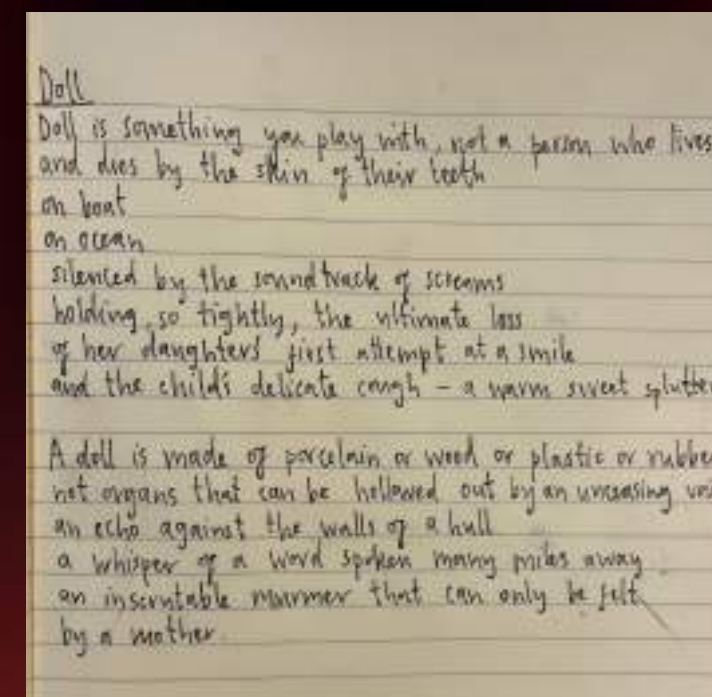 Doll
Doll is something you play with, not a person who lives
and dies by the skin of their teeth
on boat
on ocean
silenced by the soundtrack of screams
holding, so tightly, the ultimate loss
of her daughters' first attempt at a smile
and the child's delicate cough – a warm sweet splutter
A doll is made of porcelain or wood or plastic or rubber
not organs that can be hollowed out by an unceasing
an echo against the walls of a hull
a whisper of a word spoken many miles away
an inscrutable murmer that can only be felt
by a mother